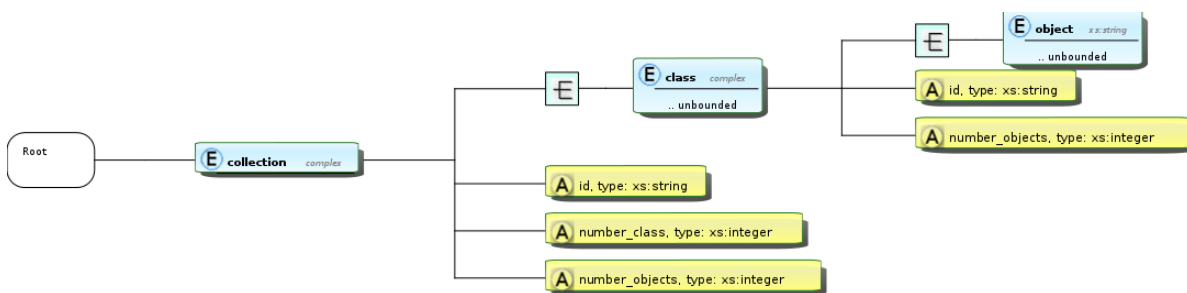 E object xs:string
.. unbounded
E class complex
.. unbounded
A id, type: xs:string
A number_objects, type: xs:integer
Root
E collection complex
A id, type: xs:string
A number_class, type: xs:integer
A number_objects, type: xs:integer